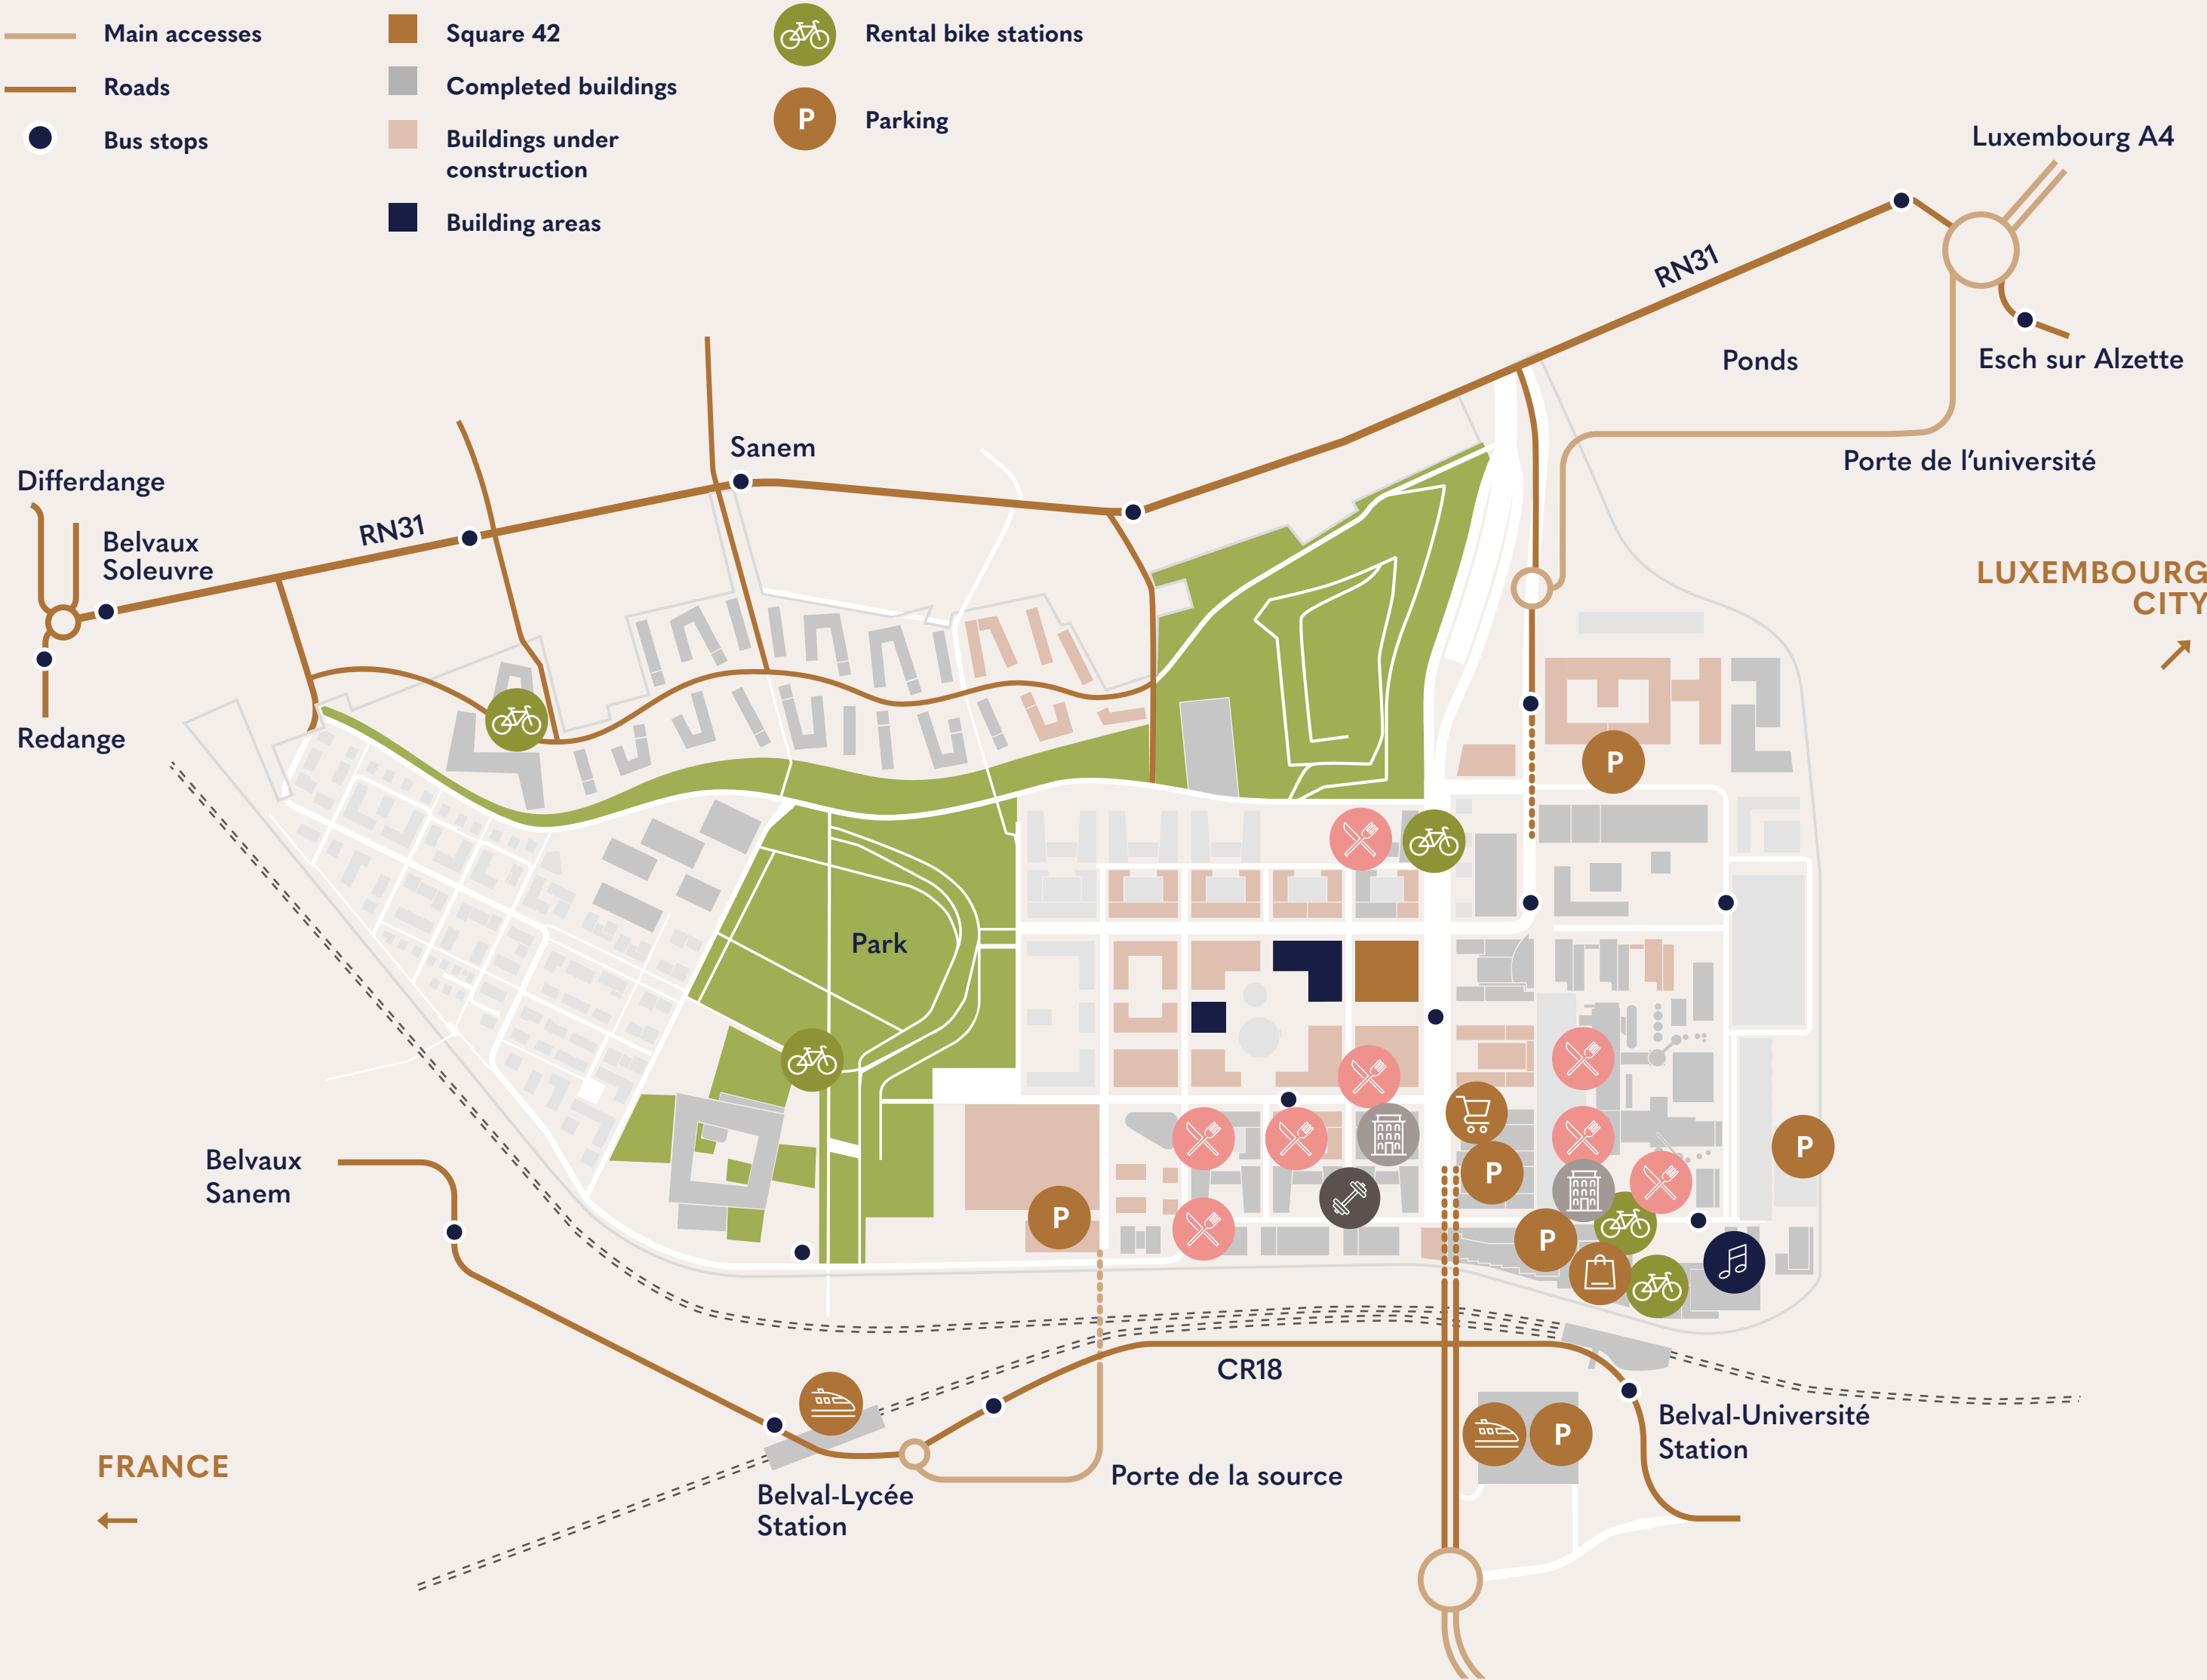 Main accesses
Roads
Bus stops
Square 42
Completed buildings
Buildings under
construction
Building areas
Rental bike stations
P
Parking
Luxembourg A4
RN31
Ponds
Esch sur Alzette
Porte de l'université
Sanem
Differdange
RN31
Belvaux
Soleuvre
Redange
LUXEMBOURG
CITY
P
Park
P
P
P
P
Belvaux
Sanem
CR18
Belval-Université
Station
P
FRANCE
Porte de la source
Belval-Lycée
Station